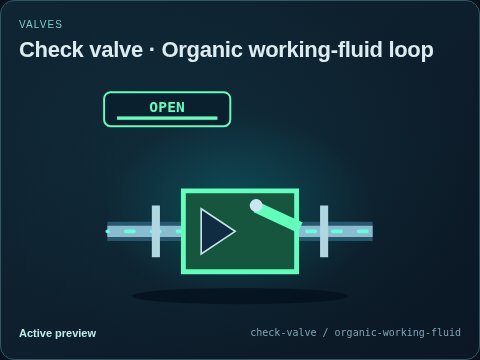 VALVES
Check valve · Organic working-fluid loop
OPEN
Active preview
check-valve / organic-working-fluid